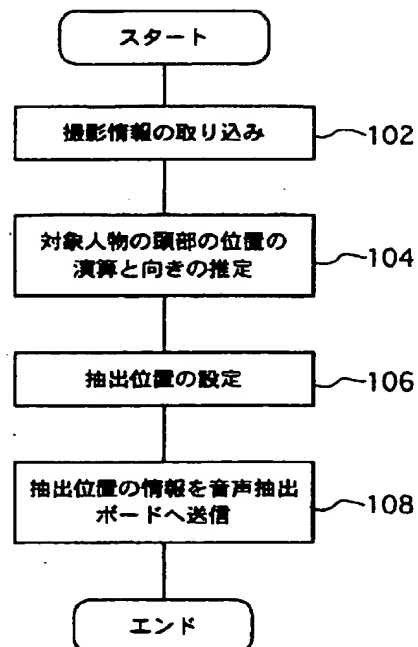 スタート
撮影情報の取り込み
102
対象人物の頭部の位置の
演算と向きの推定
104
抽出位置の設定
106
抽出位置の情報を音声抽出
ボードへ送信
108
エンド